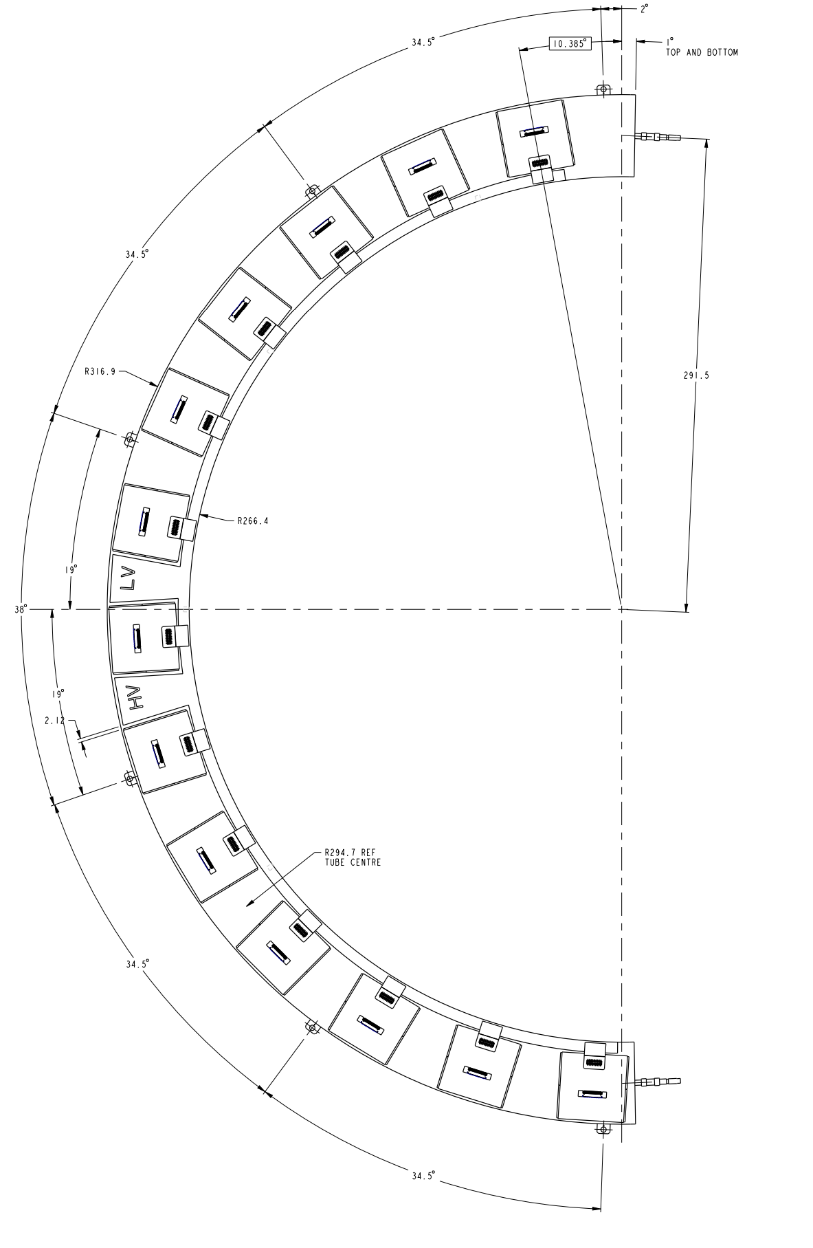 2°
34.5°
10.385°
1°
TOP AND BOTTOM
34.5°
R316.9
291.5
R266.4
19°
LV
38°
HV
19°
2.12
R294.7 REF
TUBE CENTRE
34.5°
34.5°